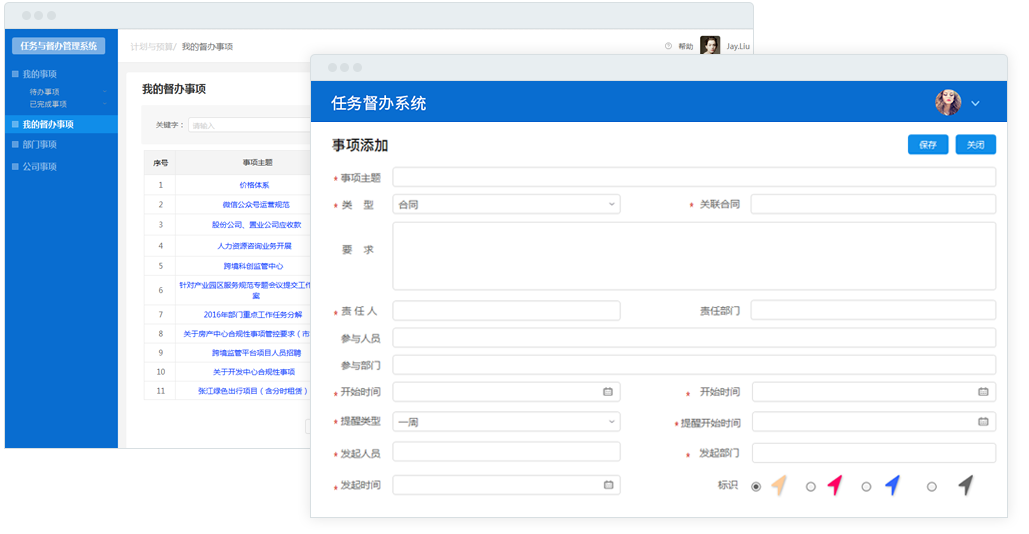 任务与督办管理系统
我的事项
待办事项
已完成事项
我的督办事项
部门事项
公司事项
计划与预算/ 我的督办事项
帮助
Jay.Liu
我的督办事项
关键字：
请输入
序号 事项主题
1 价格体系
2 微信公众号运营规范
3 股份公司、置业公司应收款
4 人力资源咨询业务开展
5 跨境科创监管中心
6 针对产业园区服务规范专题会议提交工作
案
7 2016年部门重点工作任务分解
8 关于房产中心合规性事项管控要求（市
9 跨境监管平台项目人员招聘
10 关于开发中心合规性事项
11 张江绿色出行项目（含分时租赁）
任务督办系统
事项添加
保存 关闭
* 事项主题
* 类 型 合同 * 关联合同
要 求
* 责 任 人 责任部门
参与人员
参与部门
* 开始时间 * 开始时间
* 提醒类型 一周 * 提醒开始时间
* 发起人员 * 发起部门
* 发起时间 标识